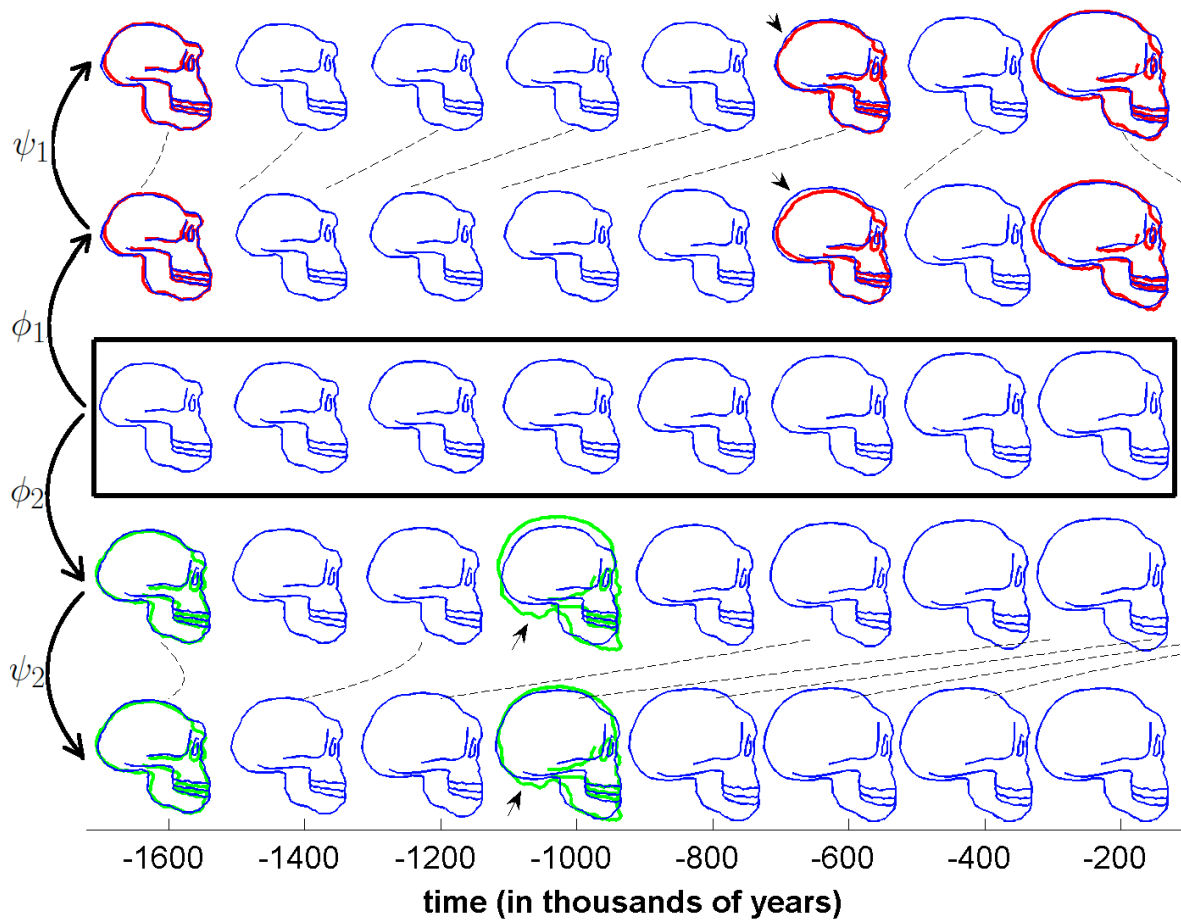 ψ₁
ϕ₁
ϕ₂
ψ₂
-1600 -1400 -1200 -1000 -800 -600 -400 -200
time (in thousands of years)